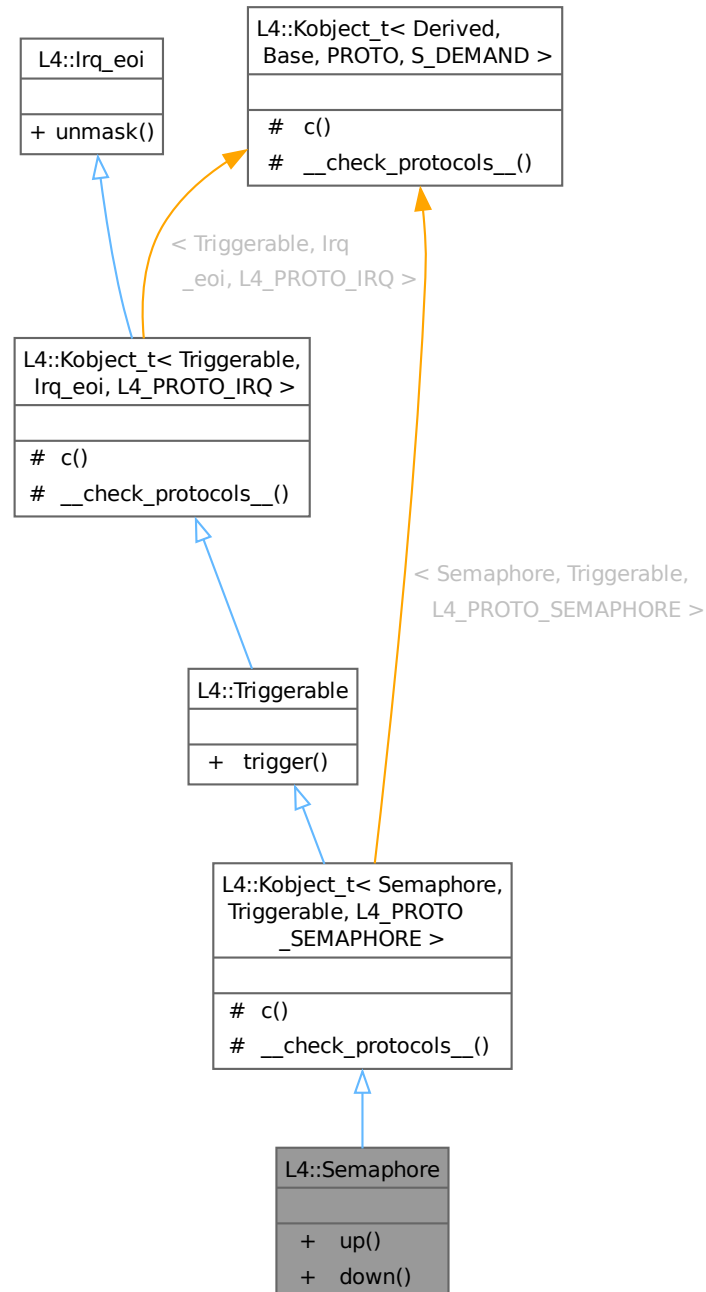 L4::Irq_eoi
+ unmask()
L4::Kobject_t< Derived,
Base, PROTO, S_DEMAND >
# c()
# __check_protocols__()
< Triggerable, Irq
_eoi, L4_PROTO_IRQ >
L4::Kobject_t< Triggerable,
Irq_eoi, L4_PROTO_IRQ >
# c()
# __check_protocols__()
< Semaphore, Triggerable,
L4_PROTO_SEMAPHORE >
L4::Triggerable
+ trigger()
L4::Kobject_t< Semaphore,
Triggerable, L4_PROTO
_SEMAPHORE >
# c()
# __check_protocols__()
L4::Semaphore
+ up()
+ down()